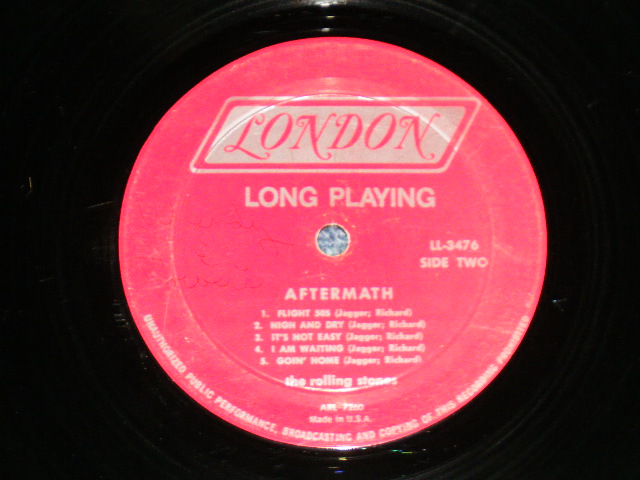 LONDON
LONG PLAYING
LL-3476
SIDE TWO
AFTERMATH
1. FLIGHT 505 (Jagger; Richard)
2. HIGH AND DRY (Jagger; Richard)
3. IT'S NOT EASY (Jagger; Richard)
4. I AM WAITING (Jagger; Richard)
5. GOIN' HOME (Jagger; Richard)
the rolling stones
Made in U.S.A.
UNAUTHORIZED PUBLIC PERFORMANCE, BROADCASTING AND COPYING OF THIS RECORDING PROHIBITED